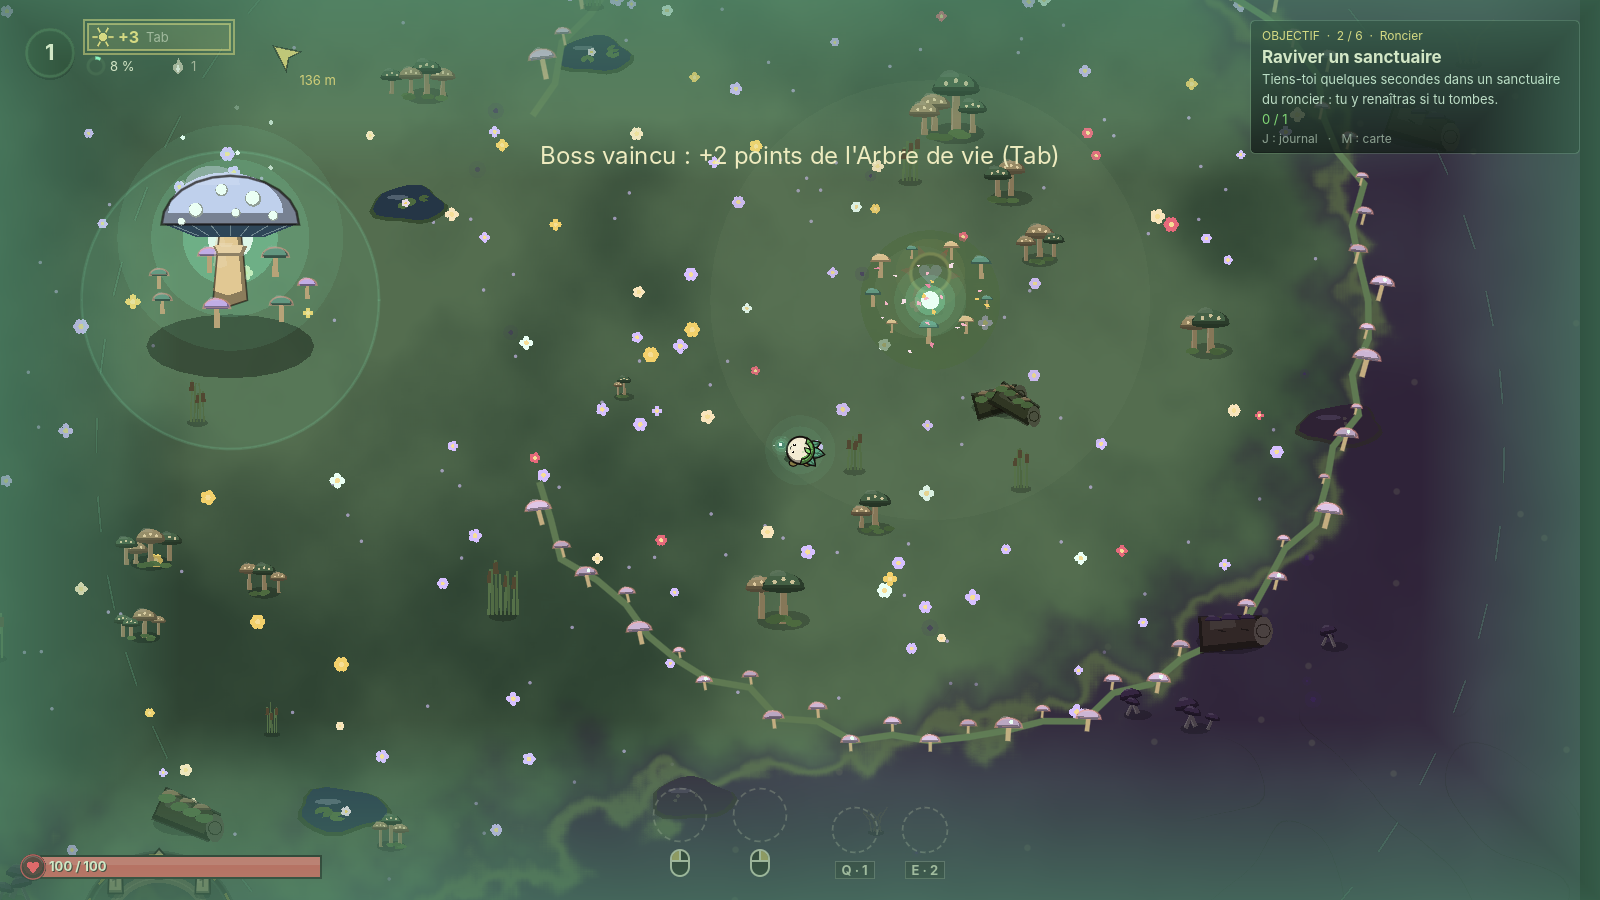 1
+3 Tab
8 %
1
136 m
OBJECTIF · 2 / 6 · Roncier
Raviver un sanctuaire
Tiens-toi quelques secondes dans un sanctuaire
du roncier : tu y renaîtras si tu tombes.
0 / 1
J : journal · M : carte
Boss vaincu : +2 points de l'Arbre de vie (Tab)
100 / 100
Q · 1
E · 2